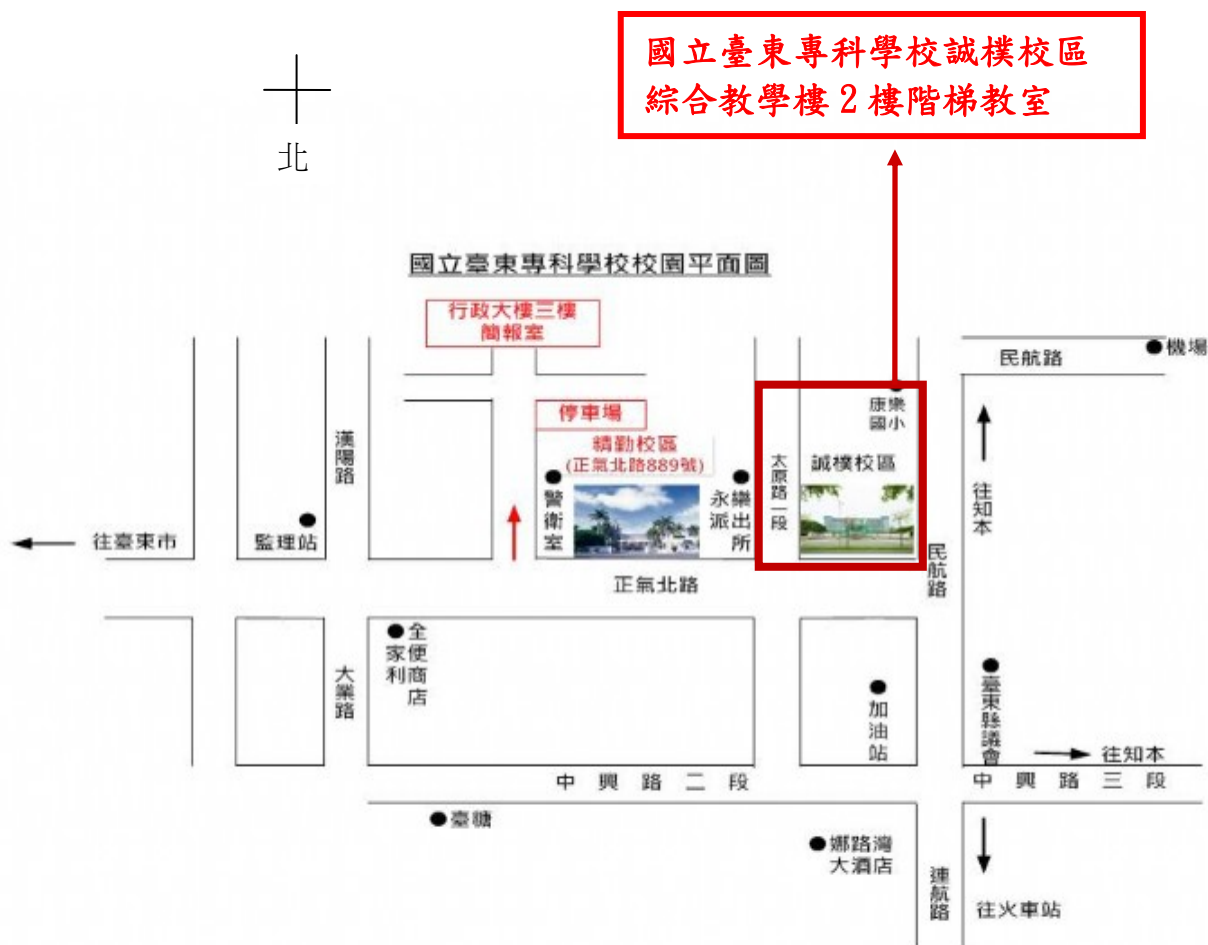 國立臺東專科學校誠樸校區
綜合教學樓2樓階梯教室
北
國立臺東專科學校校園平面圖
行政大樓三樓
簡報室
民航路
機場
停車場
精勤校區
(正氣北路889號)
康樂
國小
漢陽路
太原路一段
誠樸校區
警衛室
永樂
派出所
往知本
往臺東市
監理站
正氣北路
民航路
全家
便利
商店
大業路
加油站
臺東縣議會
往知本
中興路二段
中興路三段
臺糖
娜路灣
大酒店
連航路
往火車站